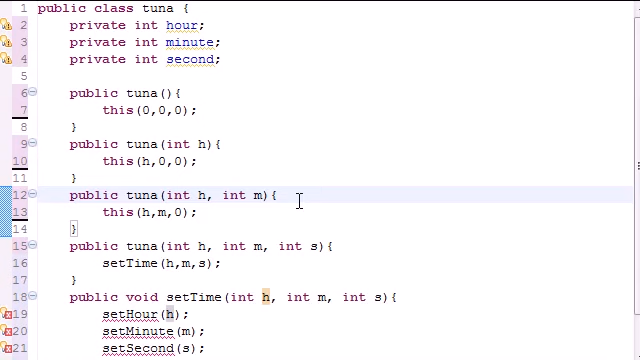 1 public class tuna {
2 private int hour;
3 private int minute;
4 private int second;
5
6 public tuna(){
7 this(0,0,0);
8 }
9 public tuna(int h){
10 this(h,0,0);
11 }
12 public tuna(int h, int m){
13 this(h,m,0);
14 }
15 public tuna(int h, int m, int s){
16 setTime(h,m,s);
17 }
18 public void setTime(int h, int m, int s){
19 setHour(h);
20 setMinute(m);
21 setSecond(s);